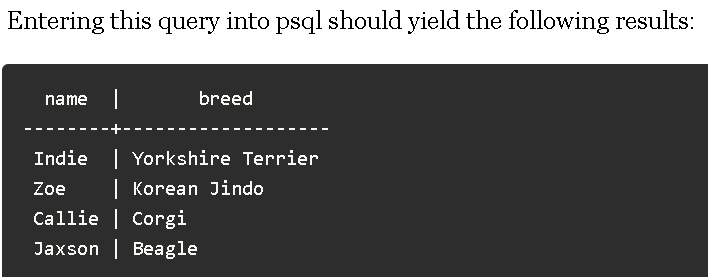 Entering this query into psql should yield the following results:
name | breed
--------+-------------------
Indie | Yorkshire Terrier
Zoe | Korean Jindo
Callie | Corgi
Jaxson | Beagle